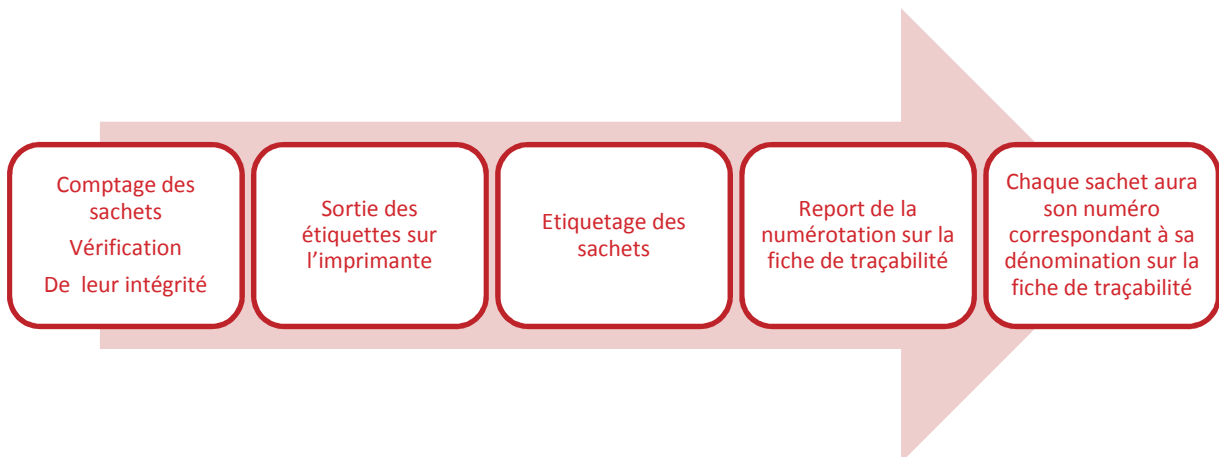 Comptage des
sachets
Vérification
De leur intégrité
Sortie des
étiquettes sur
l'imprimante
Etiquetage des
sachets
Report de la
numérotation sur la
fiche de traçabilité
Chaque sachet aura
son numéro
correspondant à sa
dénomination sur la
fiche de traçabilité